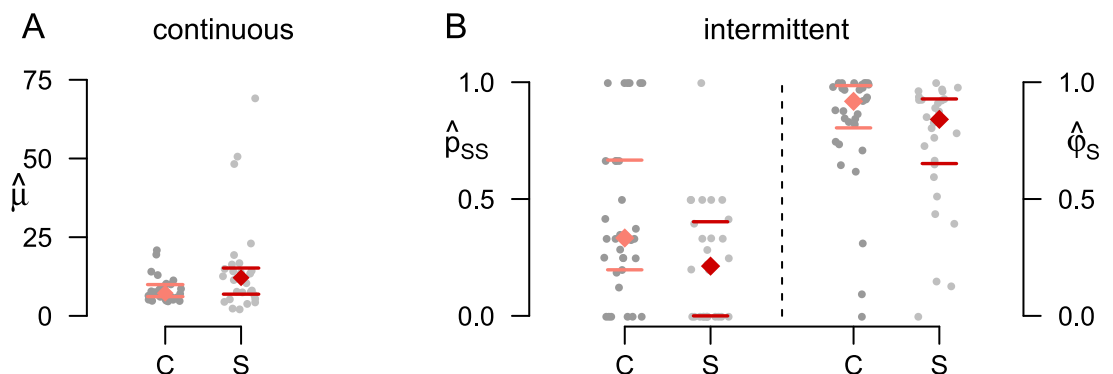 A continuous
B intermittent
75
50
25
0
μ̂
C S
1.0
0.5
0.0
p̂SS
C S
C S
1.0
0.5
0.0
φ̂S